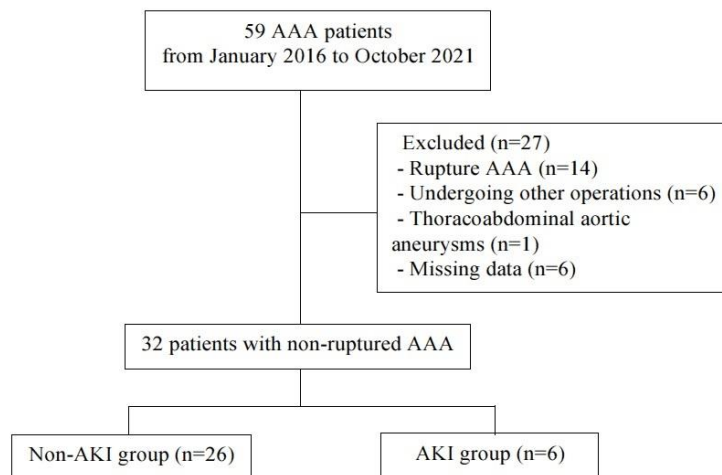 59 AAA patients
from January 2016 to October 2021
Excluded (n=27)
- Rupture AAA (n=14)
- Undergoing other operations (n=6)
- Thoracoabdominal aortic
aneurysms (n=1)
- Missing data (n=6)
32 patients with non-ruptured AAA
Non-AKI group (n=26)
AKI group (n=6)